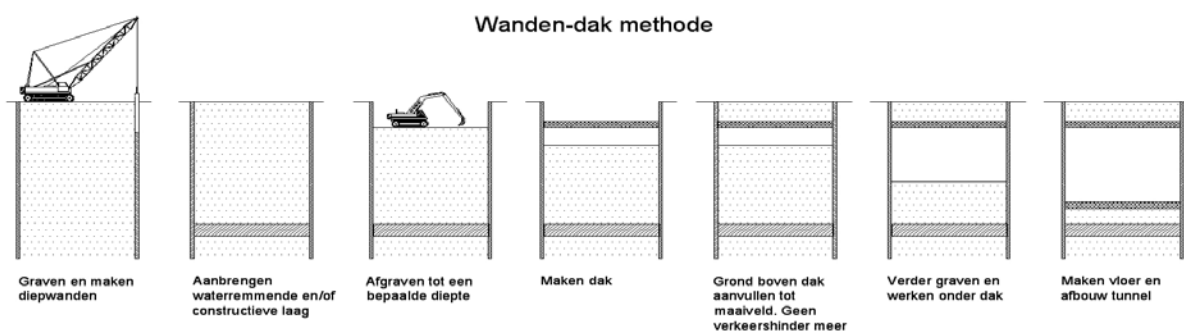 Wanden-dak methode
Graven en maken
diepwanden
Aanbrengen
waterremmende en/of
constructieve laag
Afgraven tot een
bepaalde diepte
Maken dak
Grond boven dak
aanvullen tot
maaiveld. Geen
verkeershinder meer
Verder graven en
werken onder dak
Maken vloer en
afbouw tunnel